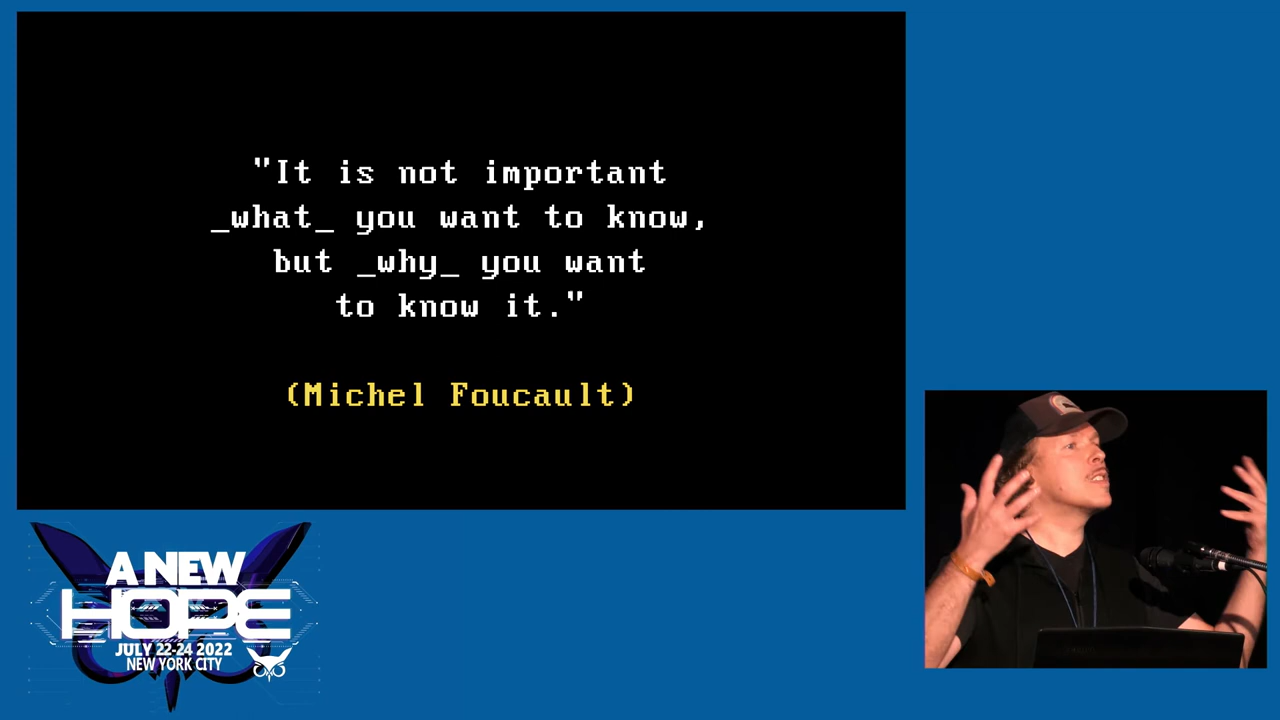 "It is not important
_what_ you want to know,
but _why_ you want
to know it."
(Michel Foucault)
A NEW
HOPE
JULY 22-24 2022
NEW YORK CITY